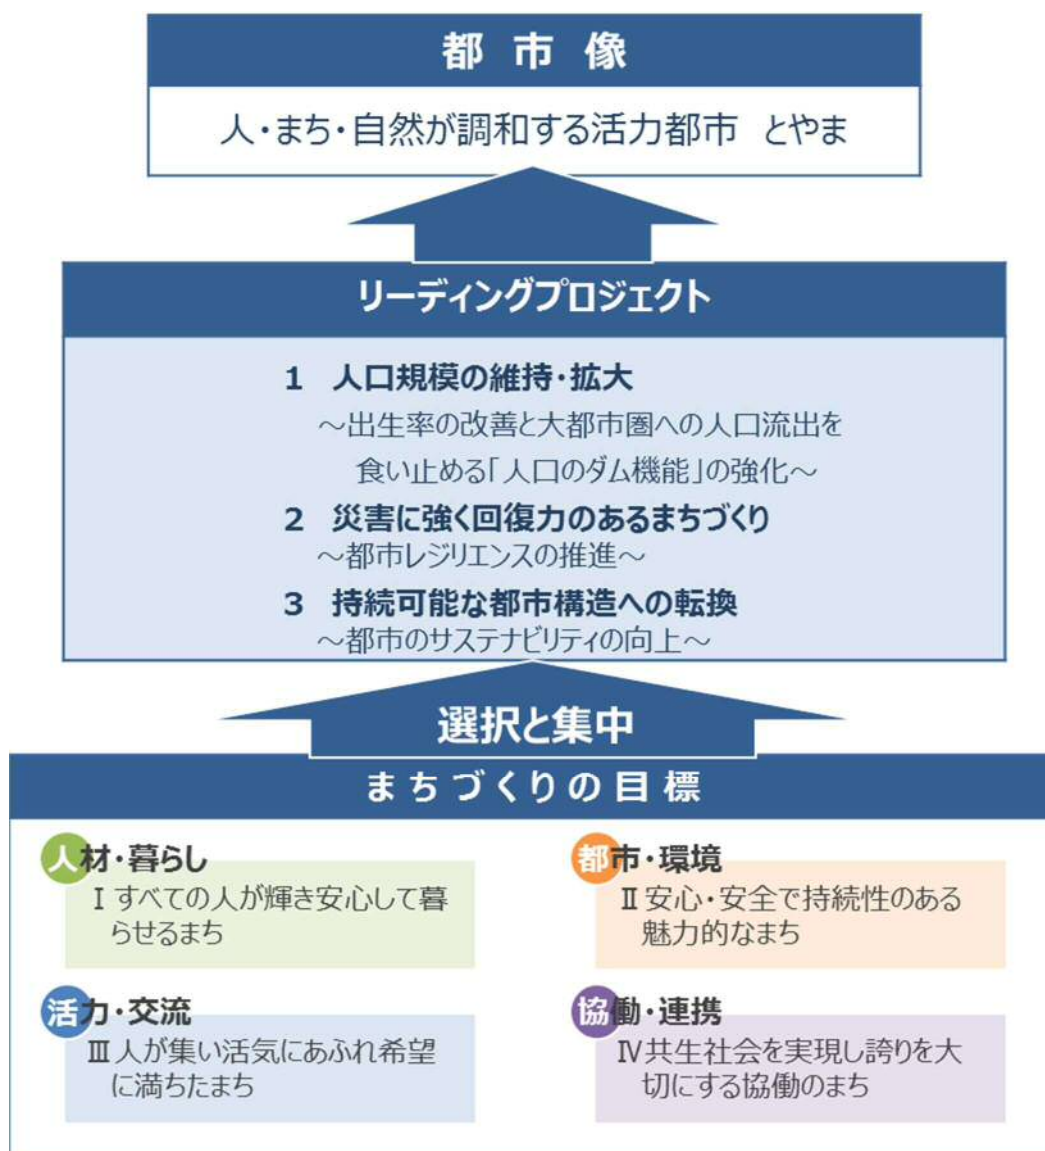 都 市 像
人・まち・自然が調和する活力都市　とやま
リーディングプロジェクト
1　人口規模の維持・拡大
～出生率の改善と大都市圏への人口流出を
食い止める「人口のダム機能」の強化～
2　災害に強く回復力のあるまちづくり
～都市レジリエンスの推進～
3　持続可能な都市構造への転換
～都市のサステナビリティの向上～
選択と集中
まちづくりの目標
人材・暮らし
Ⅰすべての人が輝き安心して暮
らせるまち
都市・環境
Ⅱ安心・安全で持続性のある
魅力的なまち
活力・交流
Ⅲ人が集い活気にあふれ希望
に満ちたまち
協働・連携
Ⅳ共生社会を実現し誇りを大
切にする協働のまち